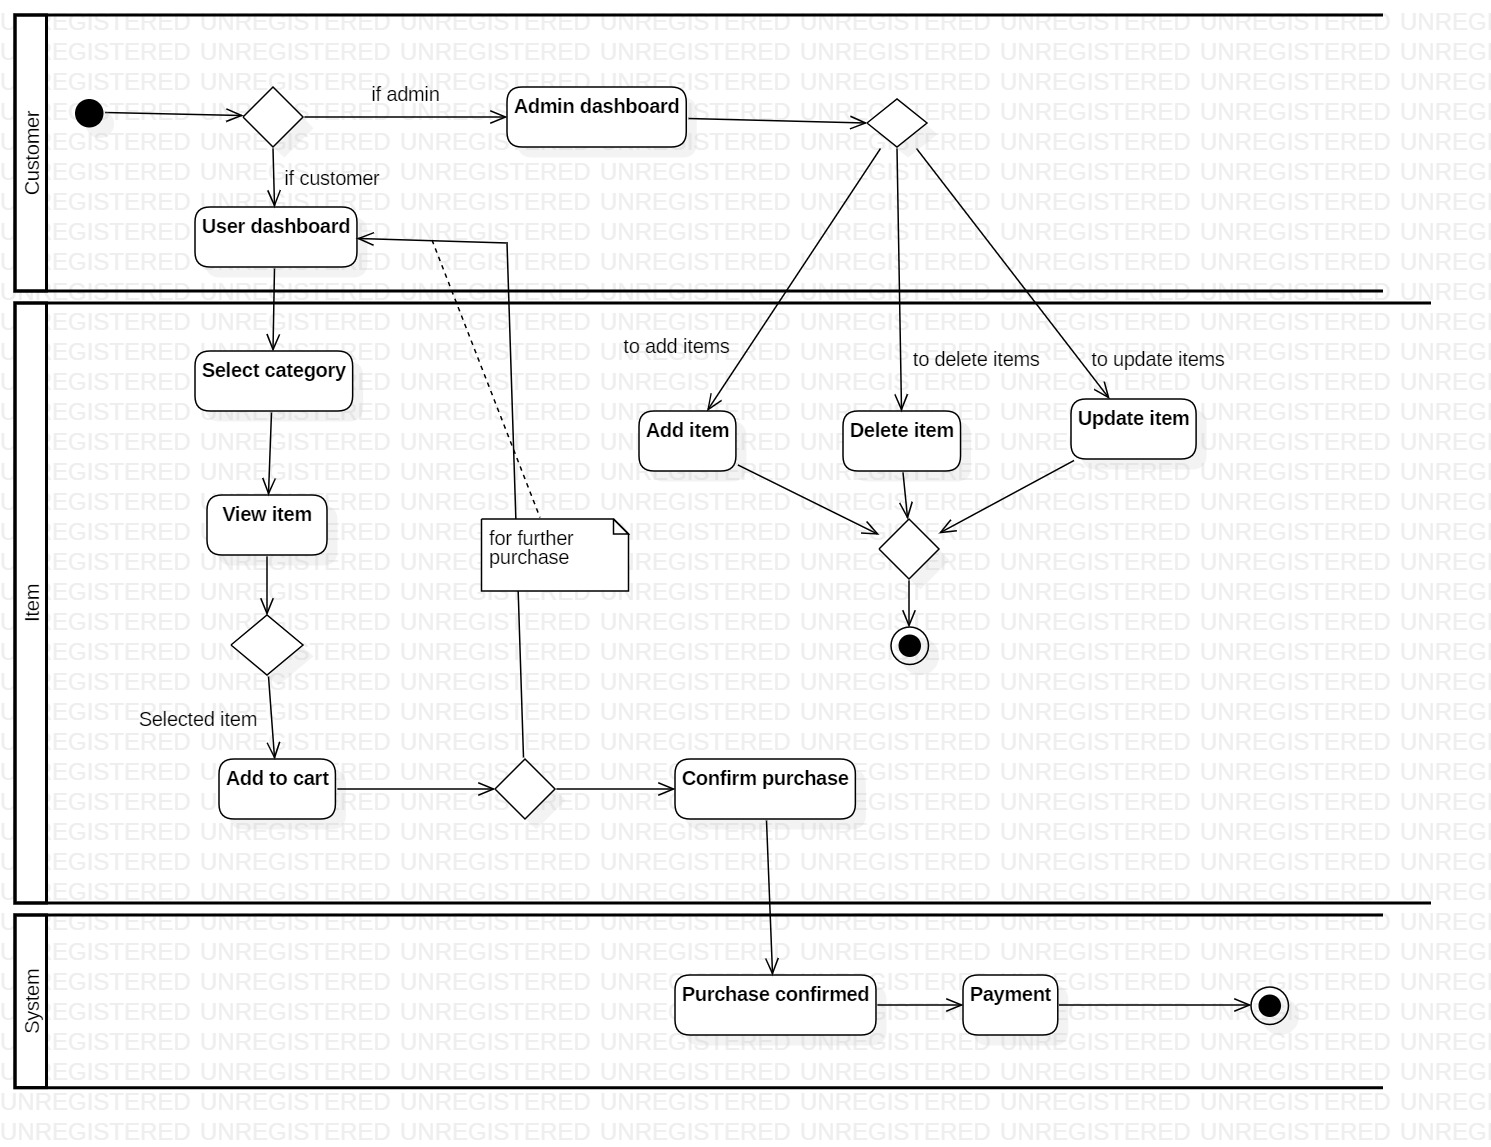 Customer
if admin
Admin dashboard
if customer
User dashboard
Item
to add items
to delete items
to update items
Select category
Add item
Delete item
Update item
View item
for further
purchase
Selected item
Add to cart
Confirm purchase
System
Purchase confirmed
Payment
UNREGISTERED